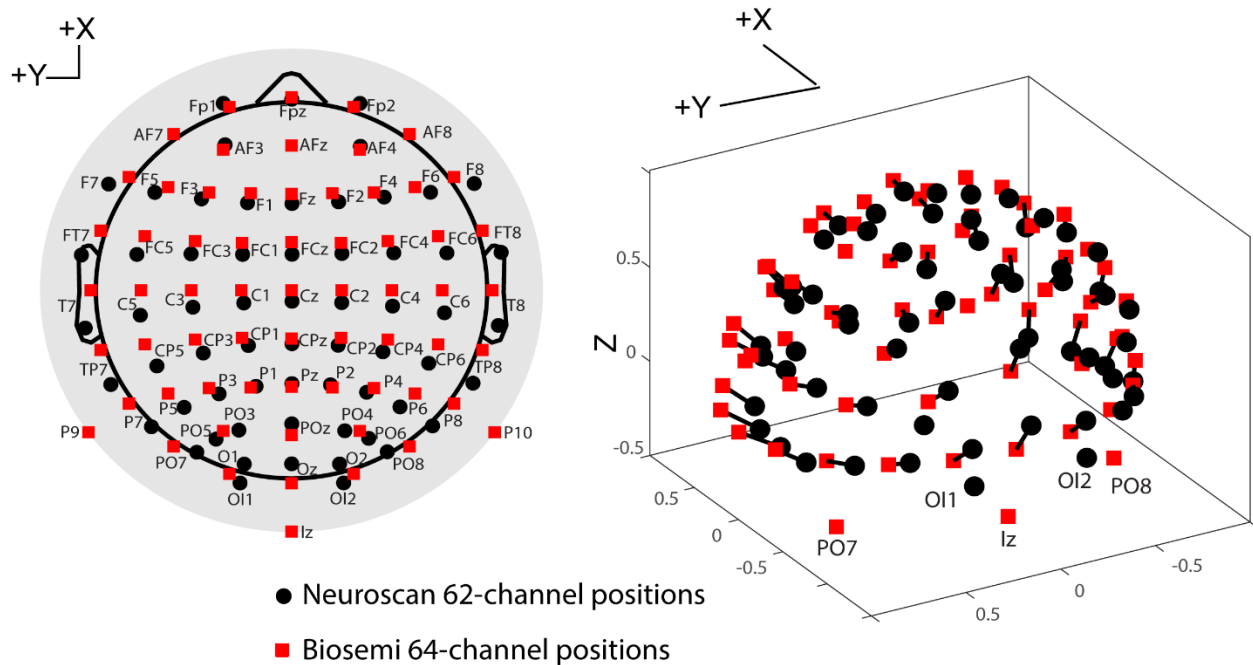 +X
+Y
Fp1 Fpz Fp2
AF7 AF8
AF3 AFz AF4
F7 F5 F3 F1 Fz F2 F4 F6 F8
FT7 FC5 FC3 FC1 FCz FC2 FC4 FC6 FT8
T7 C5 C3 C1 Cz C2 C4 C6 T8
TP7 CP5 CP3 CP1 CPz CP2 CP4 CP6 TP8
P7 P5 P3 P1 Pz P2 P4 P6 P8
P9 PO5 PO3 POz PO4 PO6 P10
PO7 O1 Oz O2 PO8
OI1 OI2
Iz
+X
+Y
Z
0.5
0
-0.5
0.5
0
-0.5
0.5
0
-0.5
PO7
OI1
Iz
OI2
PO8
Neuroscan 62-channel positions
Biosemi 64-channel positions